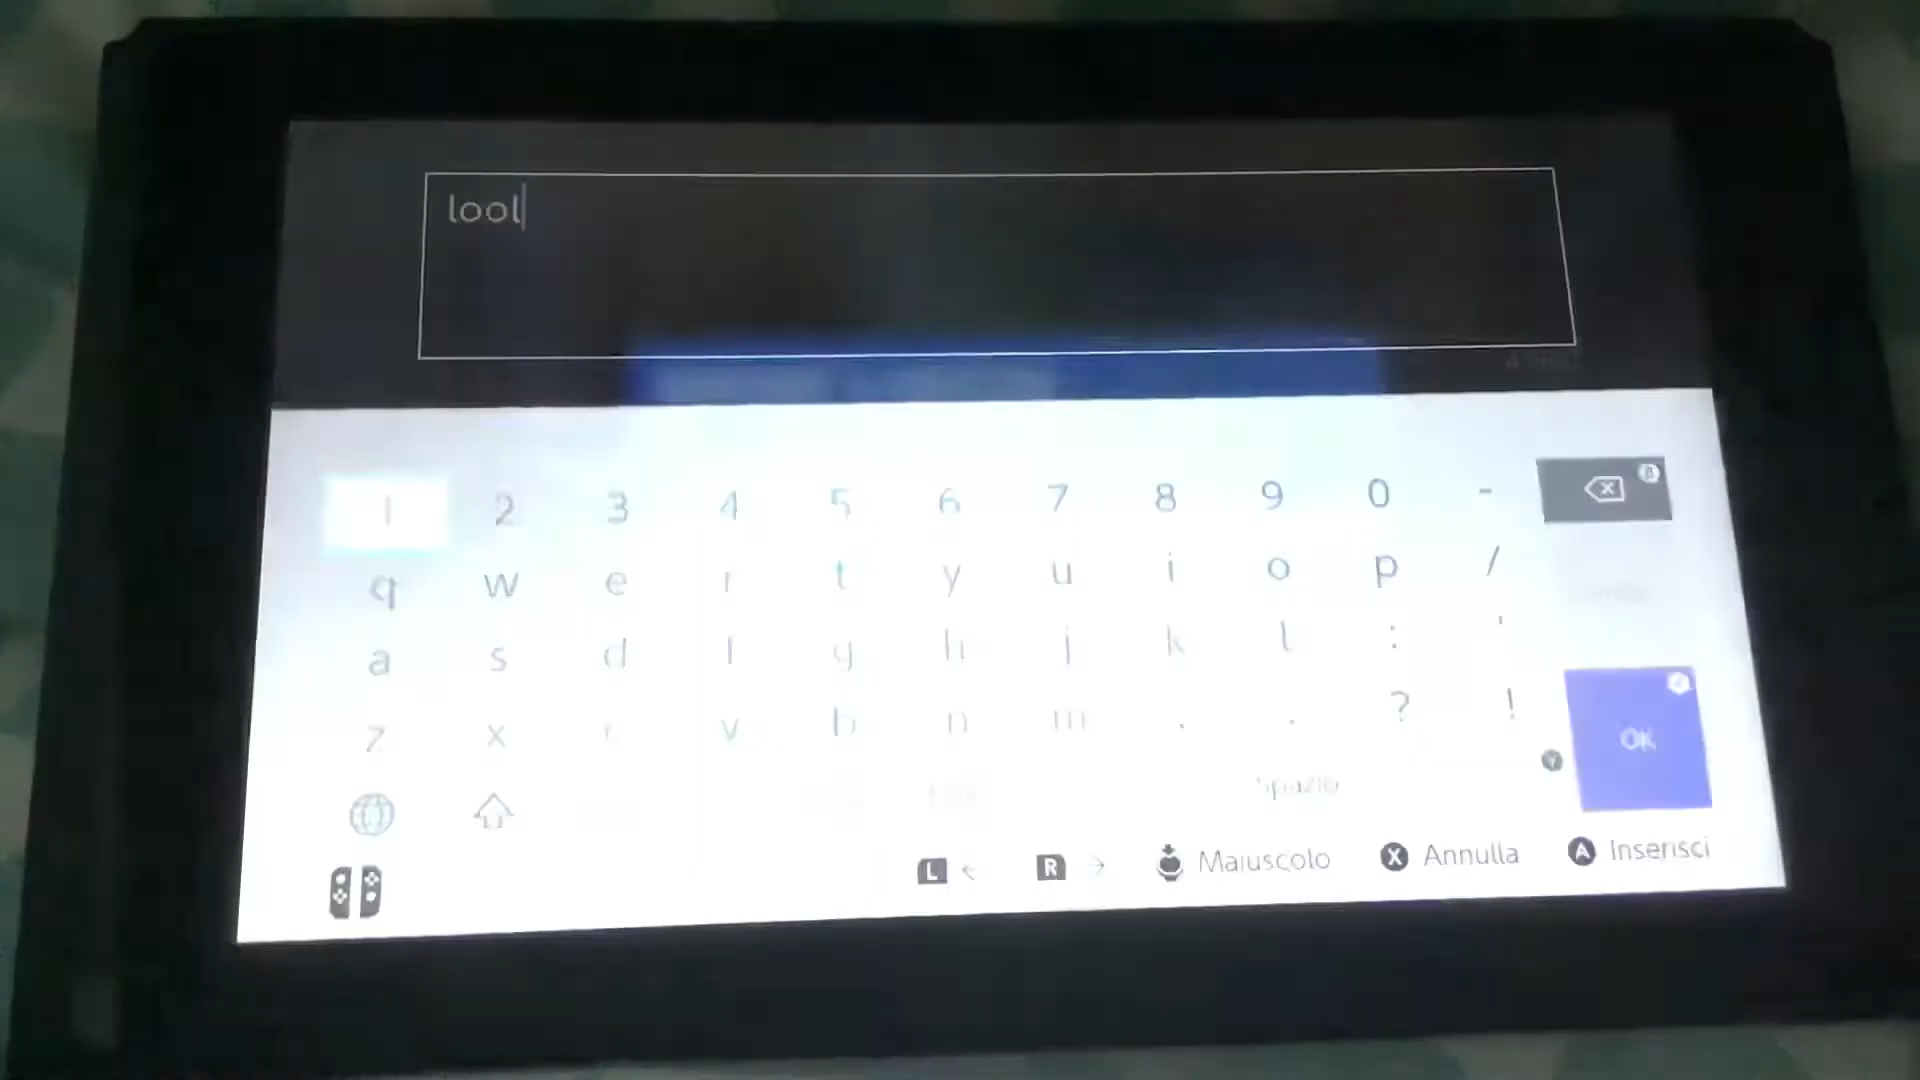 lool
1 2 3 4 5 6 7 8 9 0 -
q w e r t y u i o p /
a s d f g h j k l : '
z x c v b n m , . ? !
OK
Spazio
L R Maiuscolo X Annulla A Inserisci